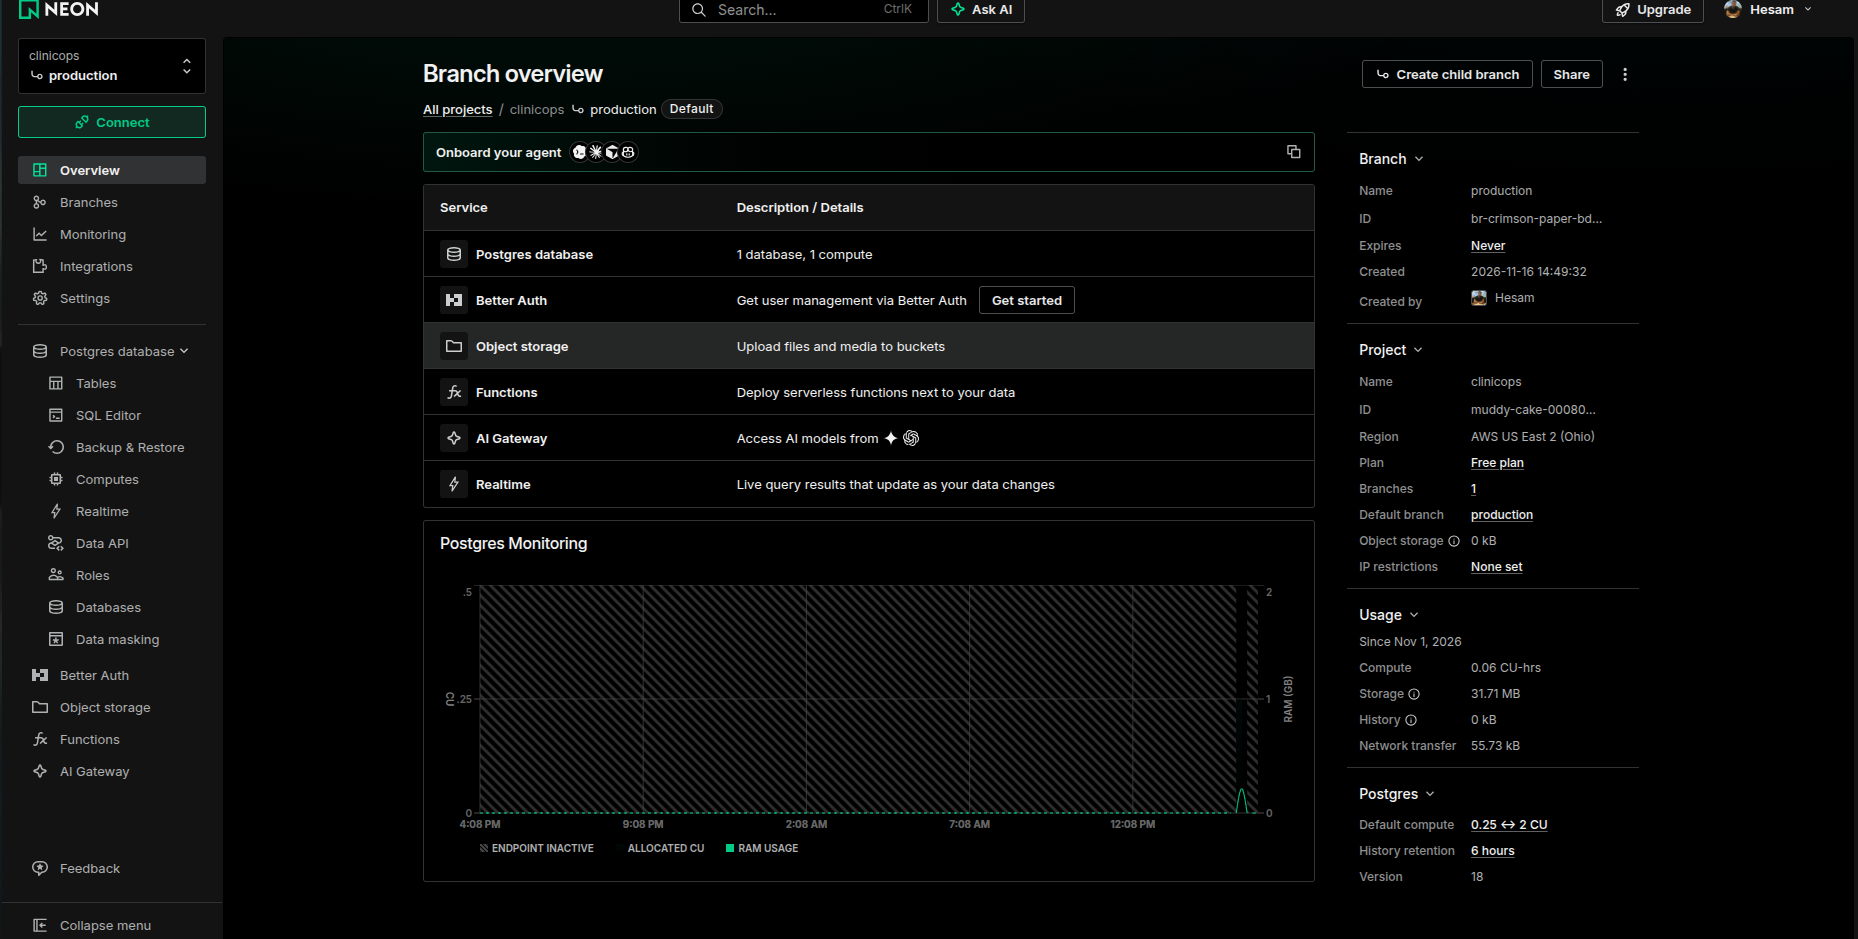 NEON
Search...
CtrlK
Ask AI
Upgrade
Hesam
clinicops
production
Connect
Overview
Branches
Monitoring
Integrations
Settings
Postgres database
Tables
SQL Editor
Backup & Restore
Computes
Realtime
Data API
Roles
Databases
Data masking
Better Auth
Object storage
Functions
AI Gateway
Feedback
Collapse menu
Branch overview
All projects / clinicops production Default
Create child branch
Share
Onboard your agent
Service Description / Details
Postgres database 1 database, 1 compute
Better Auth Get user management via Better Auth Get started
Object storage Upload files and media to buckets
Functions Deploy serverless functions next to your data
AI Gateway Access AI models from
Realtime Live query results that update as your data changes
Postgres Monitoring
.5
2
CU
.25
1
RAM (GB)
0
0
4:08 PM 9:08 PM 2:08 AM 7:08 AM 12:08 PM
ENDPOINT INACTIVE ALLOCATED CU RAM USAGE
Branch
Name production
ID br-crimson-paper-bd...
Expires Never
Created 2026-11-16 14:49:32
Created by Hesam
Project
Name clinicops
ID muddy-cake-00080...
Region AWS US East 2 (Ohio)
Plan Free plan
Branches 1
Default branch production
Object storage 0 kB
IP restrictions None set
Usage
Since Nov 1, 2026
Compute 0.06 CU-hrs
Storage 31.71 MB
History 0 kB
Network transfer 55.73 kB
Postgres
Default compute 0.25 ↔ 2 CU
History retention 6 hours
Version 18